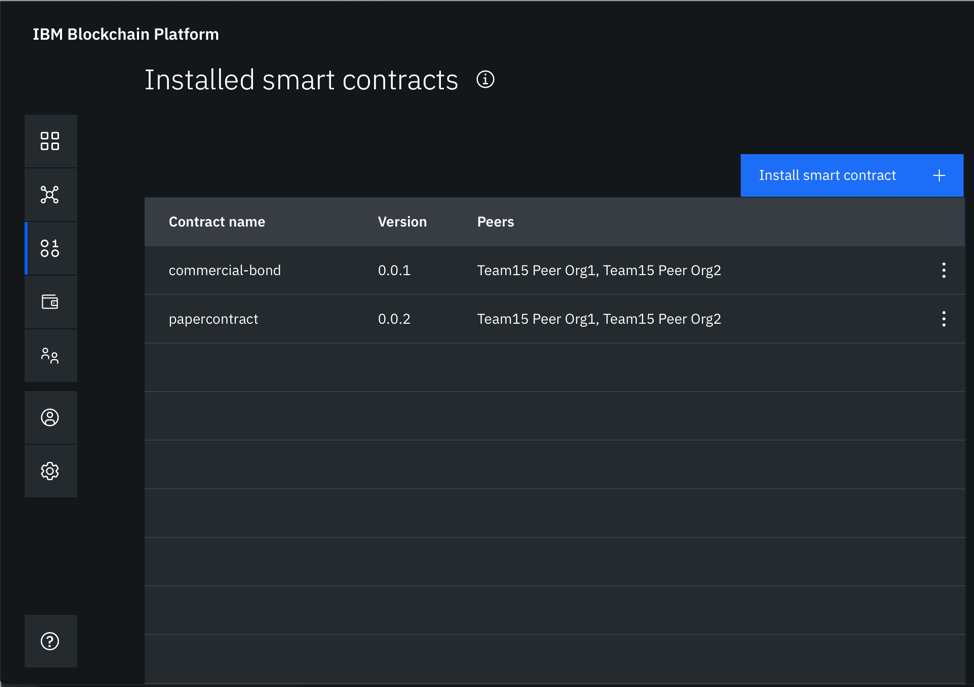 IBM Blockchain Platform
Installed smart contracts
Install smart contract
Contract name Version Peers
commercial-bond 0.0.1 Team15 Peer Org1, Team15 Peer Org2
papercontract 0.0.2 Team15 Peer Org1, Team15 Peer Org2